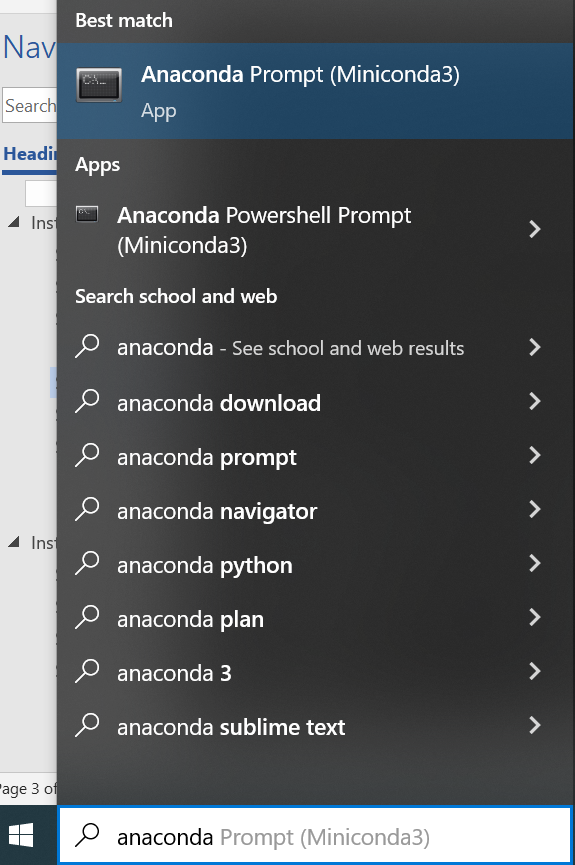 Best match
Nav
Anaconda Prompt (Miniconda3)
App
Search
Apps
Headin
Anaconda Powershell Prompt
(Miniconda3)
Inst
Search school and web
anaconda - See school and web results
anaconda download
anaconda prompt
anaconda navigator
Inst
anaconda python
anaconda plan
anaconda 3
anaconda sublime text
Page 3 of
anaconda Prompt (Miniconda3)